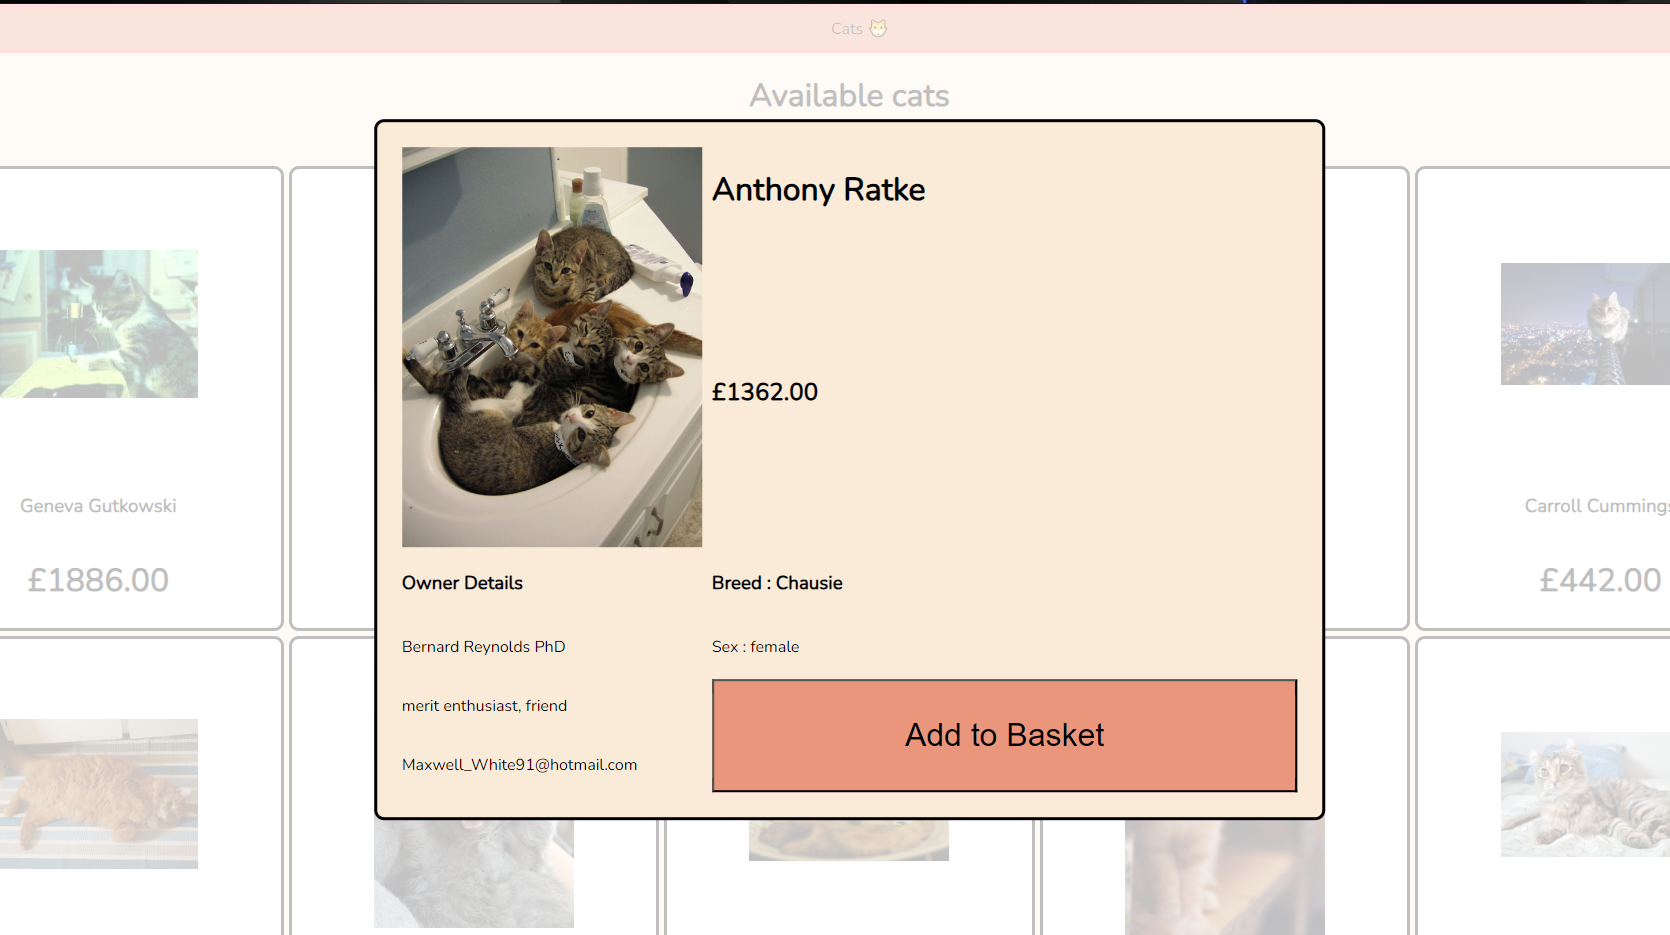 Cats 🐱
Available cats
Anthony Ratke
£1362.00
Geneva Gutkowski
£1886.00
Carroll Cummings
£442.00
Owner Details
Breed : Chausie
Bernard Reynolds PhD
Sex : female
merit enthusiast, friend
Add to Basket
Maxwell_White91@hotmail.com